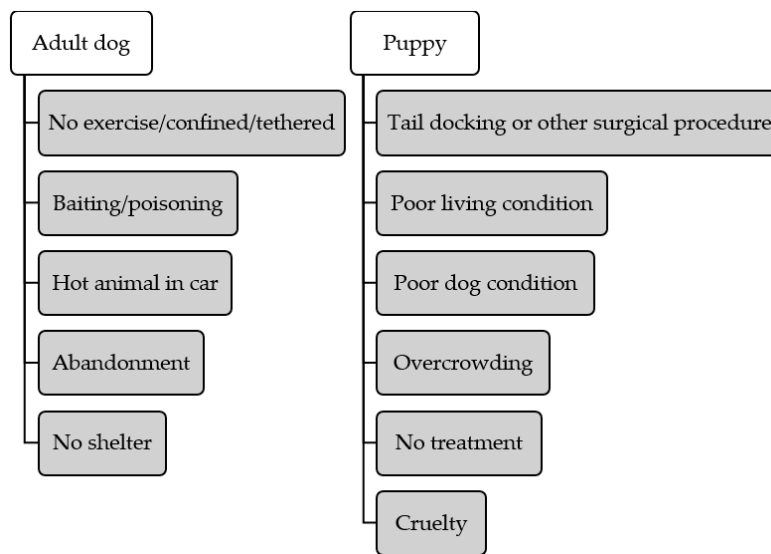 Adult dog
No exercise/confined/tethered
Baiting/poisoning
Hot animal in car
Abandonment
No shelter
Puppy
Tail docking or other surgical procedure
Poor living condition
Poor dog condition
Overcrowding
No treatment
Cruelty